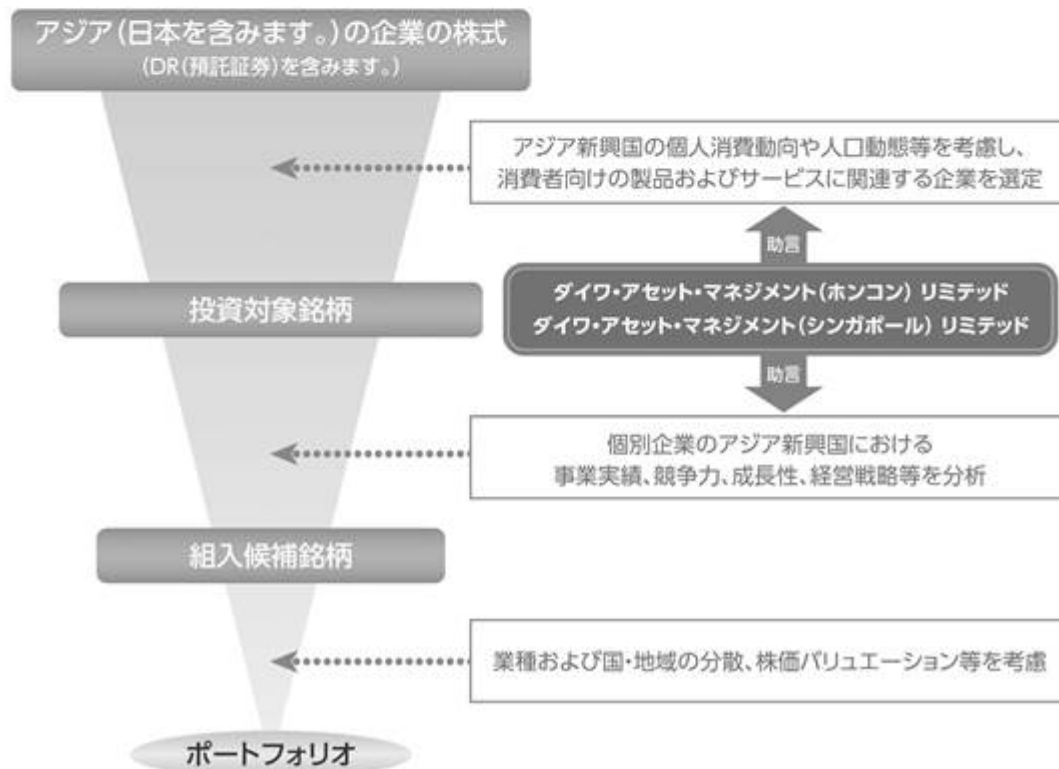 アジア(日本を含みます。)の企業の株式
(DR(預託証券)を含みます。)
アジア新興国の個人消費動向や人口動態等を考慮し、
消費者向けの製品およびサービスに関連する企業を選定
助言
投資対象銘柄
ダイワ・アセット・マネジメント(ホンコン) リミテッド
ダイワ・アセット・マネジメント(シンガポール) リミテッド
助言
個別企業のアジア新興国における
事業実績、競争力、成長性、経営戦略等を分析
組入候補銘柄
業種および国・地域の分散、株価バリュエーション等を考慮
ポートフォリオ